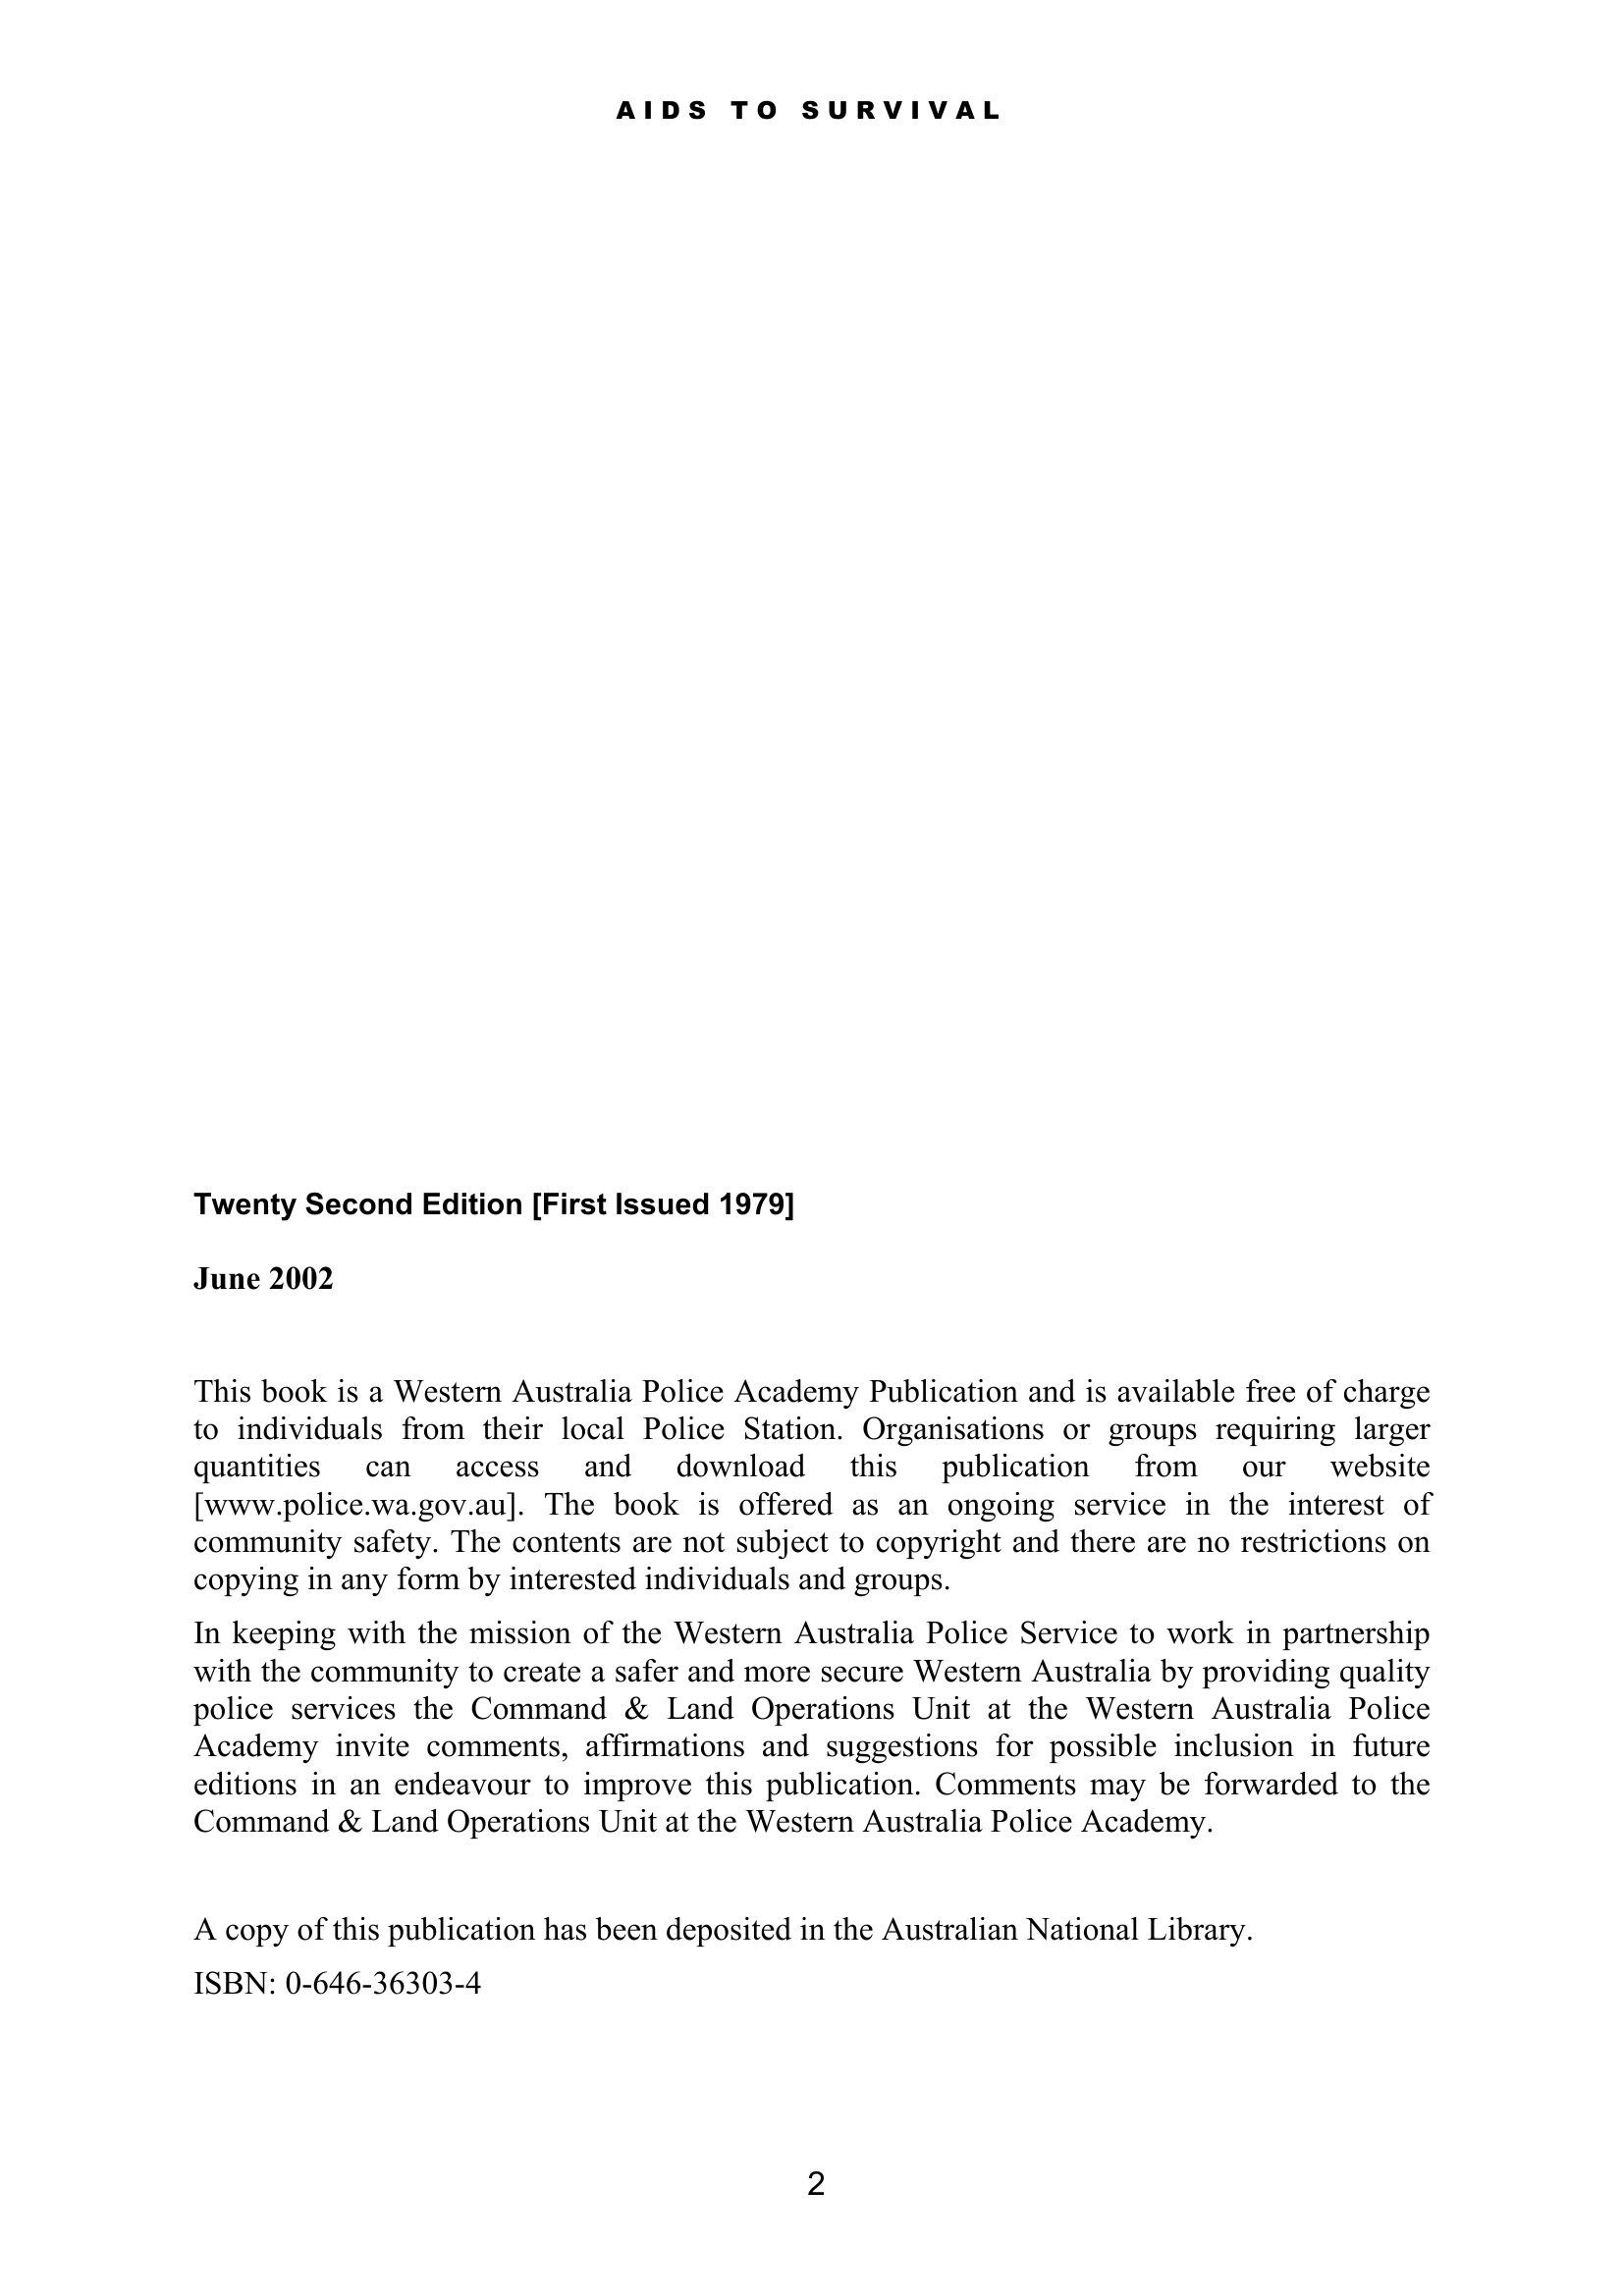 AIDS TO SURVIVAL
Twenty Second Edition [First Issued 1979]
June 2002
This book is a Western Australia Police Academy Publication and is available free of charge
to individuals from their local Police Station. Organisations or groups requiring larger
quantities can access and download this publication from our website
[www.police.wa.gov.au]. The book is offered as an ongoing service in the interest of
community safety. The contents are not subject to copyright and there are no restrictions on
copying in any form by interested individuals and groups.
In keeping with the mission of the Western Australia Police Service to work in partnership
with the community to create a safer and more secure Western Australia by providing quality
police services the Command & Land Operations Unit at the Western Australia Police
Academy invite comments, affirmations and suggestions for possible inclusion in future
editions in an endeavour to improve this publication. Comments may be forwarded to the
Command & Land Operations Unit at the Western Australia Police Academy.
A copy of this publication has been deposited in the Australian National Library.
ISBN: 0-646-36303-4
2